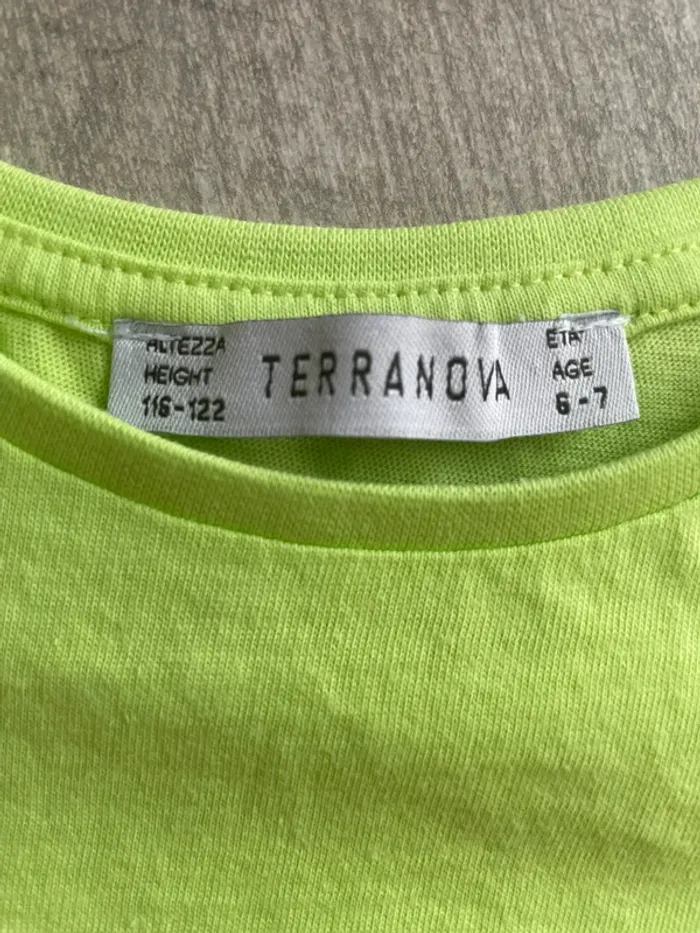 ALTEZZA
HEIGHT
116-122
TERRANOVA
ETA'
AGE
6-7